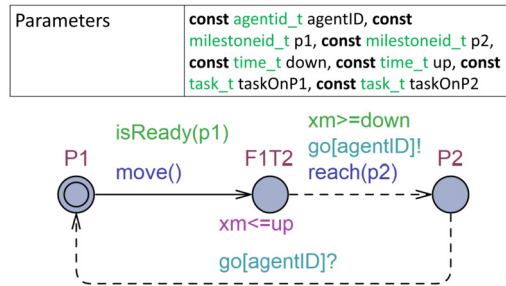 Parameters
const agentid_t agentID, const
milestoneid_t p1, const milestoneid_t p2,
const time_t down, const time_t up, const
task_t taskOnP1, const task_t taskOnP2
xm>=down
isReady(p1)
go[agentID]!
P1
F1T2
P2
move()
reach(p2)
xm<=up
go[agentID]?